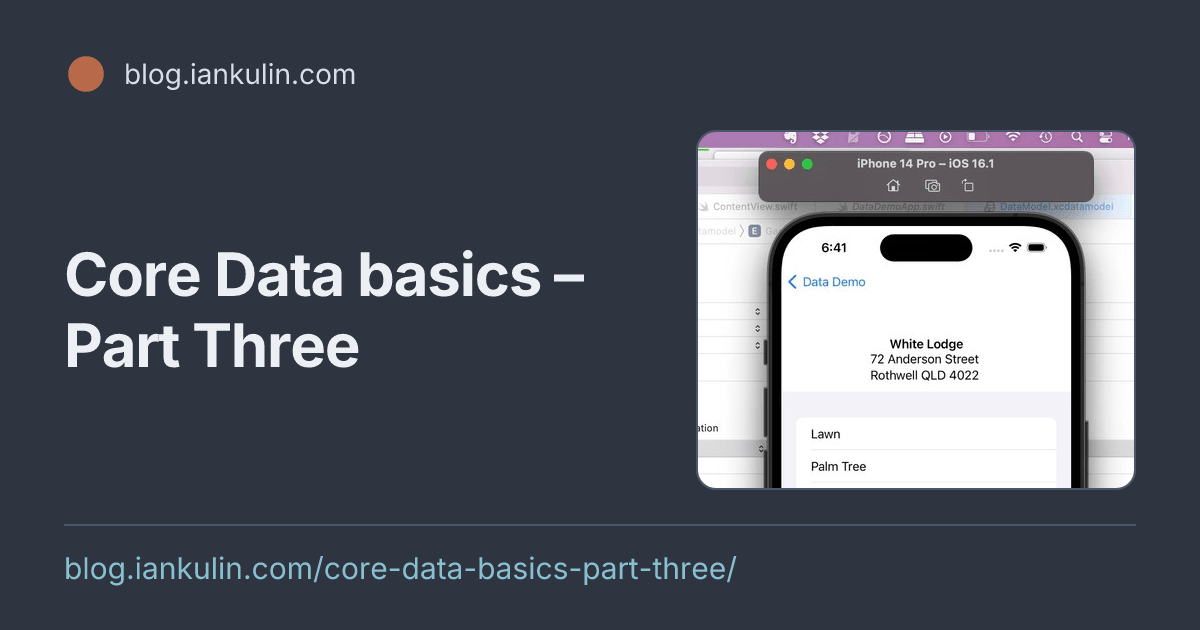 blog.iankulin.com
Core Data basics –
Part Three
iPhone 14 Pro – iOS 16.1
ContentView.swift
DataDemoApp.swift
DataModel.xcdatamodel
tamodel
E
6:41
Data Demo
White Lodge
72 Anderson Street
Rothwell QLD 4022
ation
Lawn
Palm Tree
blog.iankulin.com/core-data-basics-part-three/